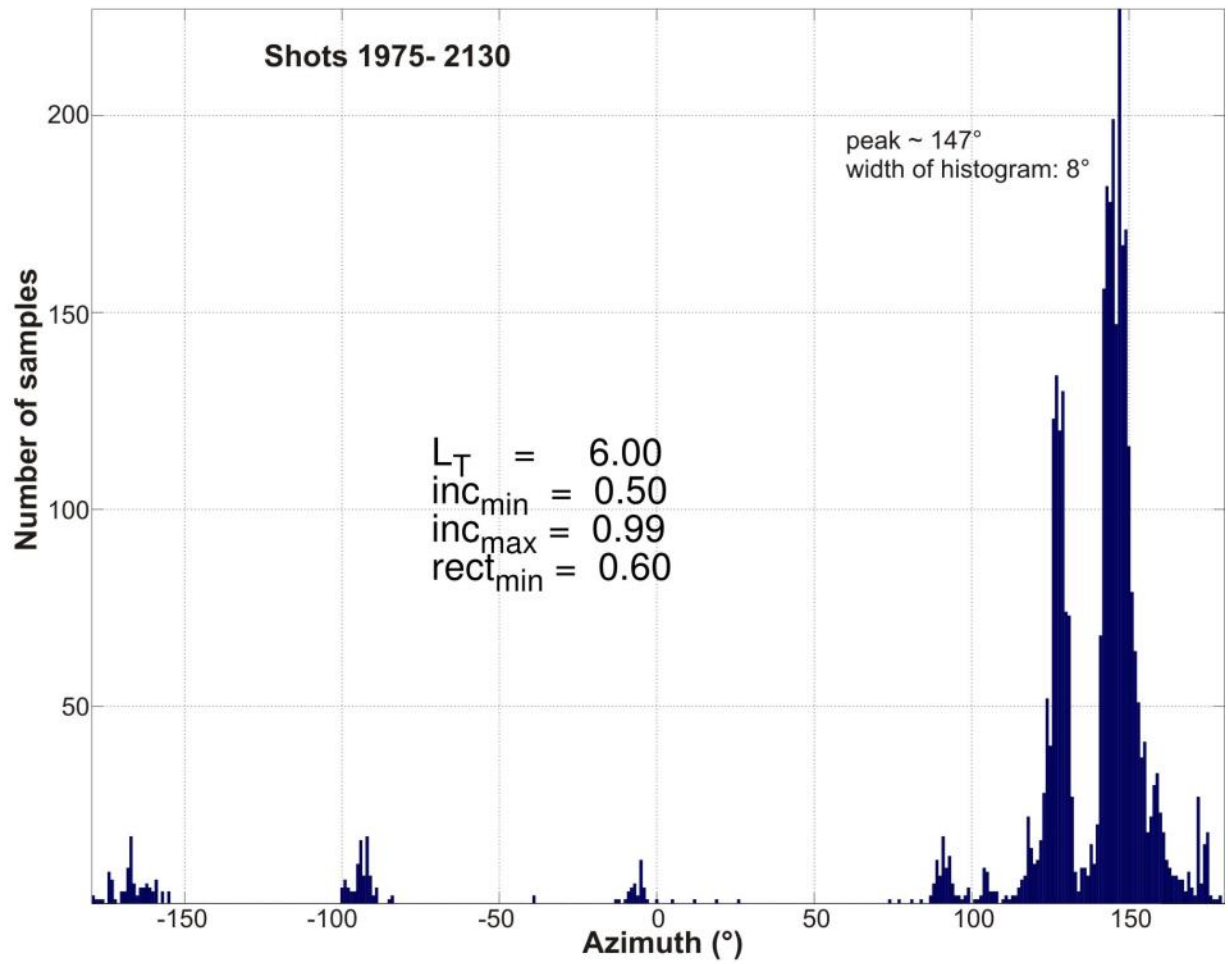 Shots 1975- 2130
peak ~ 147°
width of histogram: 8°
L_T = 6.00
inc_min = 0.50
inc_max = 0.99
rect_min = 0.60
Number of samples
200
150
100
50
-150 -100 -50 0 50 100 150
Azimuth (°)